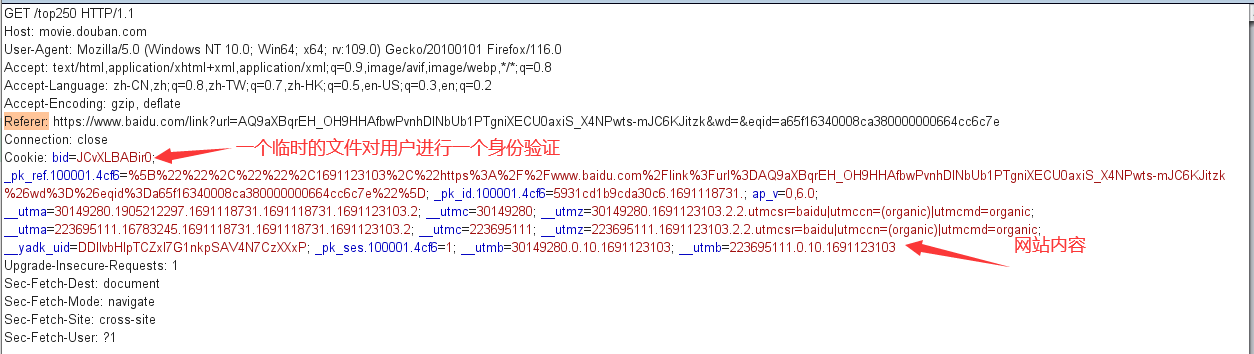 GET /top250 HTTP/1.1
Host: movie.douban.com
User-Agent: Mozilla/5.0 (Windows NT 10.0; Win64; x64; rv:109.0) Gecko/20100101 Firefox/116.0
Accept: text/html,application/xhtml+xml,application/xml;q=0.9,image/avif,image/webp,*/*;q=0.8
Accept-Language: zh-CN,zh;q=0.8,zh-TW;q=0.7,zh-HK;q=0.5,en-US;q=0.3,en;q=0.2
Accept-Encoding: gzip, deflate
Referer: https://www.baidu.com/link?url=AQ9aXBqrEH_OH9HHAfbwPvnhDlNbUb1PTgniXECU0axiS_X4NPwts-mJC6KJitzk&wd=&eqid=a65f16340008ca380000000664cc6c7e
Connection: close
Cookie: bid=JCvXLBABir0; 一个临时的文件对用户进行一个身份验证
_pk_ref.100001.4cf6=%5B%22%22%2C%22%22%2C1691123103%2C%22https%3A%2F%2Fwww.baidu.com%2Flink%3Furl%3DAQ9aXBqrEH_OH9HHAfbwPvnhDlNbUb1PTgniXECU0axiS_X4NPwts-mJC6KJitzk
%26wd%3D%26eqid%3Da65f16340008ca380000000664cc6c7e%22%5D; _pk_id.100001.4cf6=5931cd1b9cda30c6.1691118731.; ap_v=0,6.0;
__utma=30149280.1905212297.1691118731.1691118731.1691123103.2; __utmc=30149280; __utmz=30149280.1691123103.2.2.utmcsr=baidu|utmccn=(organic)|utmcmd=organic;
__utma=223695111.16783245.1691118731.1691118731.1691123103.2; __utmc=223695111; __utmz=223695111.1691123103.2.2.utmcsr=baidu|utmccn=(organic)|utmcmd=organic;
__yadk_uid=DDlIvbHlpTCZxI7G1nkpSAV4N7CzXXxP; _pk_ses.100001.4cf6=1; __utmb=30149280.0.10.1691123103; __utmb=223695111.0.10.1691123103 网站内容
Upgrade-Insecure-Requests: 1
Sec-Fetch-Dest: document
Sec-Fetch-Mode: navigate
Sec-Fetch-Site: cross-site
Sec-Fetch-User: ?1